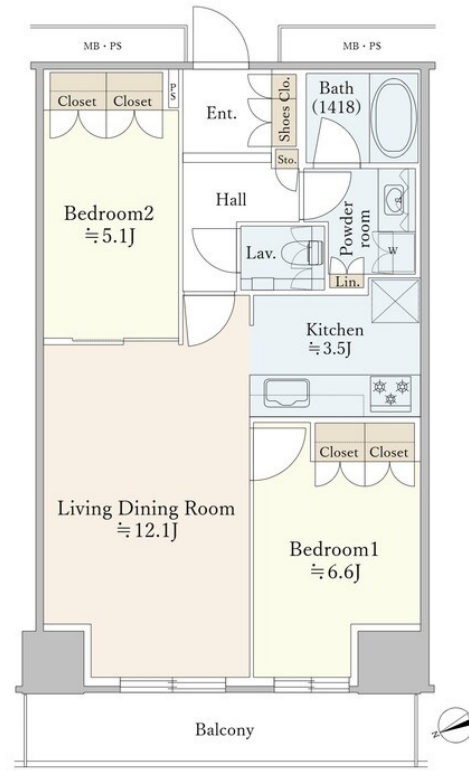 MB・PS
MB・PS
Closet
Closet
PS
Ent.
Shoes Clo.
Bath
(1418)
Sto.
Hall
Bedroom2
≒5.1J
Powder
room
Lav.
W
Lin.
Kitchen
≒3.5J
Living Dining Room
≒12.1J
Closet
Closet
Bedroom1
≒6.6J
Balcony
N